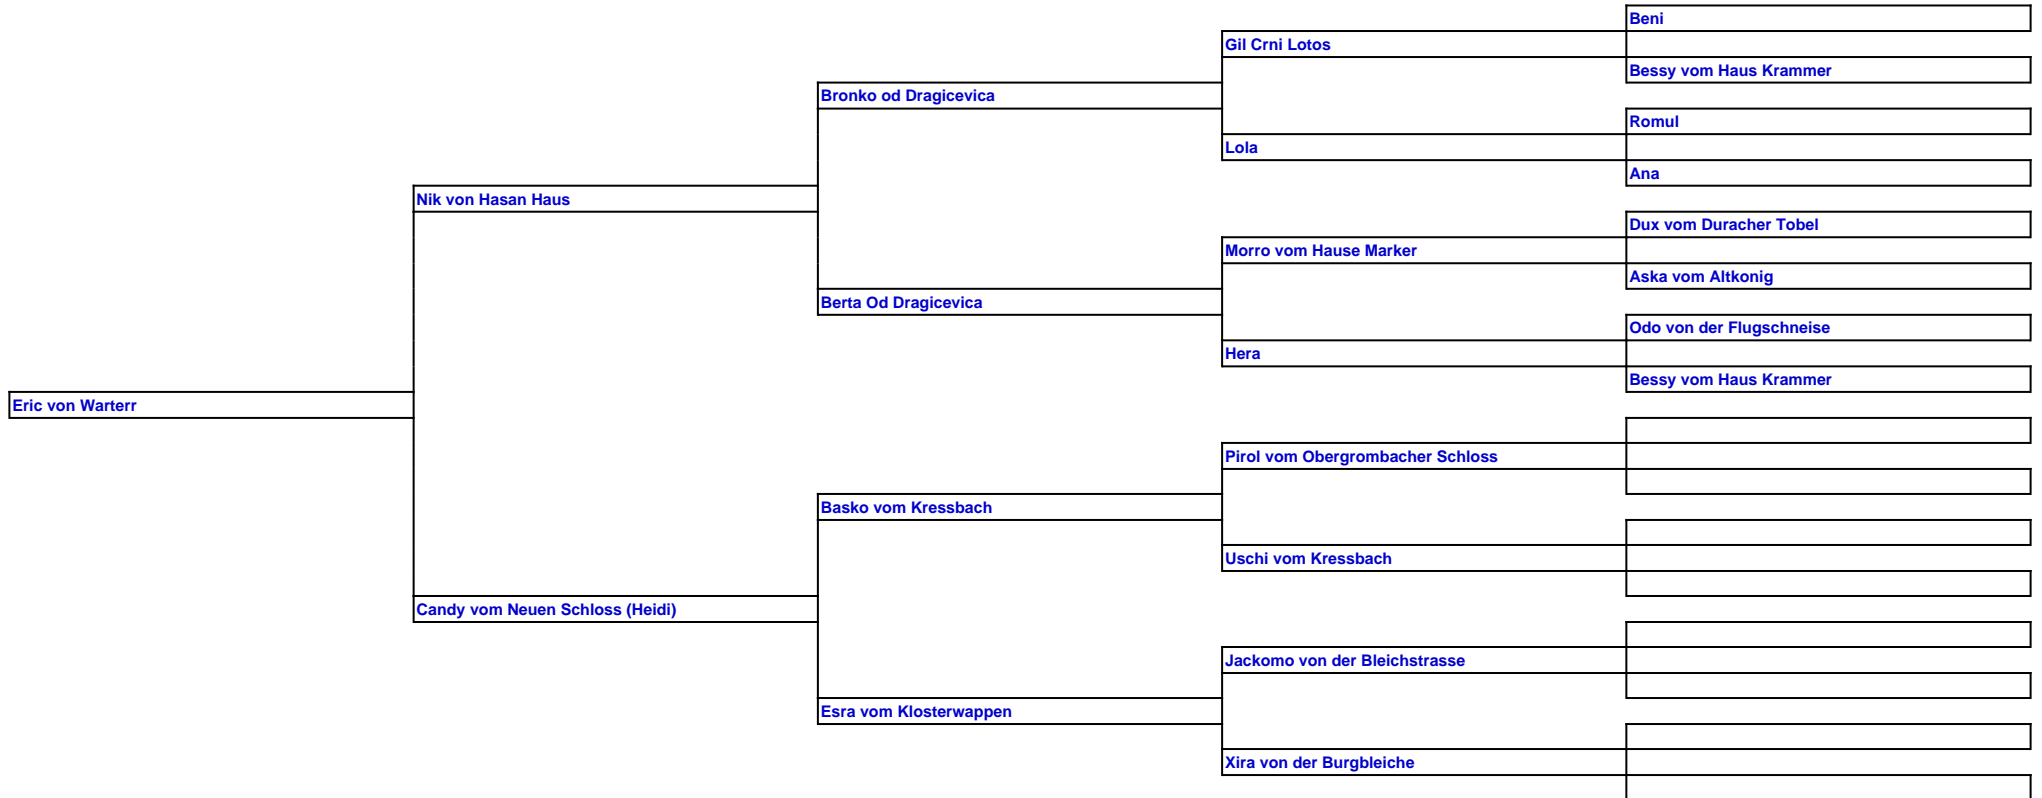 Beni
Gil Crni Lotos
Bessy vom Haus Krammer
Bronko od Dragicevica
Romul
Lola
Ana
Nik von Hasan Haus
Dux vom Duracher Tobel
Morro vom Hause Marker
Aska vom Altkonig
Berta Od Dragicevica
Odo von der Flugschneise
Hera
Bessy vom Haus Krammer
Eric von Warterr
Pirol vom Obergrombacher Schloss
Basko vom Kressbach
Uschi vom Kressbach
Candy vom Neuen Schloss (Heidi)
Jackomo von der Bleichstrasse
Esra vom Klosterwappen
Xira von der Burgbleiche